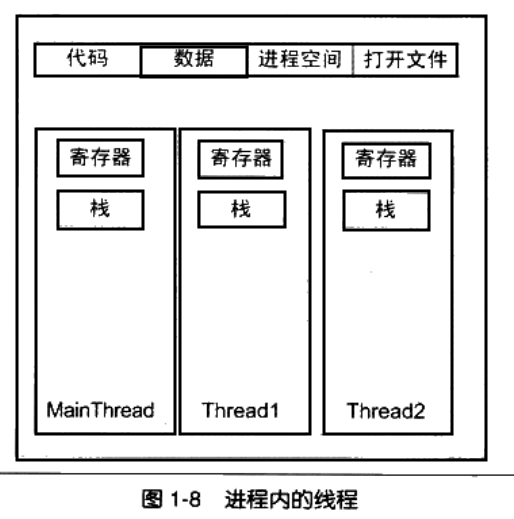 代码 数据 进程空间 打开文件
寄存器 寄存器 寄存器
栈 栈 栈
MainThread Thread1 Thread2
图 1-8 进程内的线程